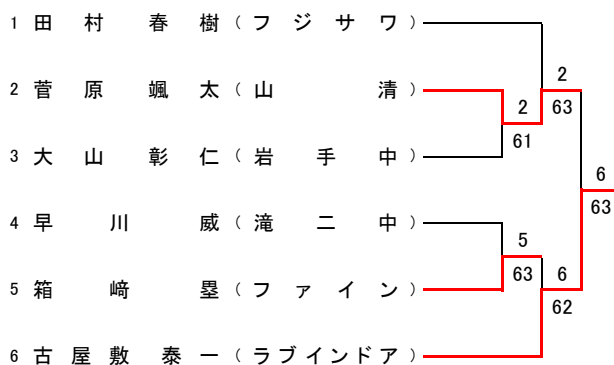 1 田村 春樹 (フジサワ)
2
2 菅原 颯太 (山清)
2
63
6
61
3 大山 彰仁 (岩手中)
63
4 早川 威 (滝二中)
5
6
63
5 箱﨑 塁 (ファイン)
62
6 古屋敷 泰一 (ラブインドア)